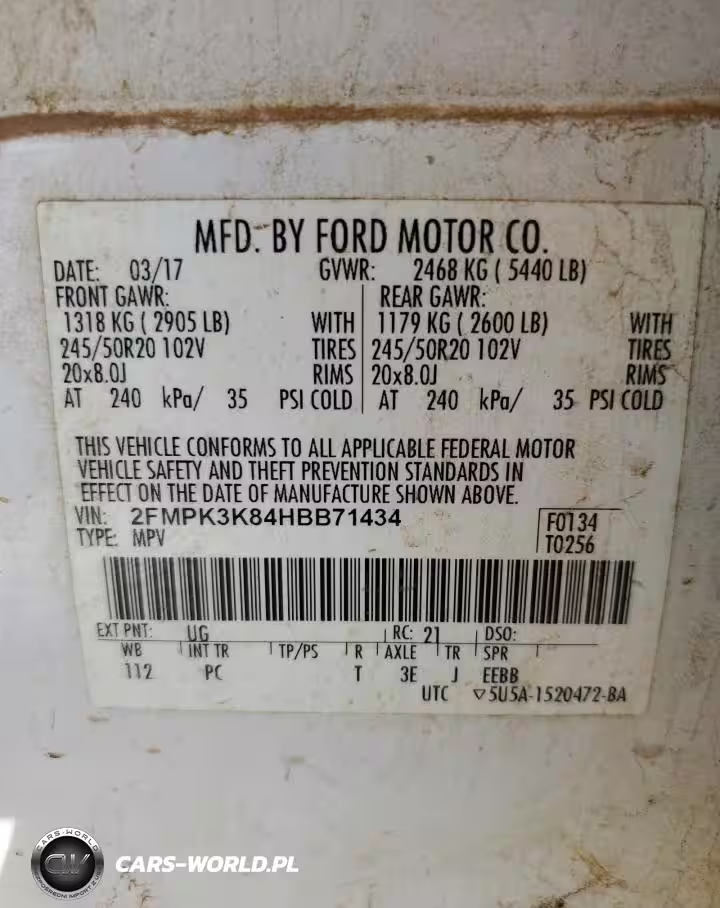 MFD. BY FORD MOTOR CO.
DATE: 03/17 GVWR: 2468 KG ( 5440 LB)
FRONT GAWR: REAR GAWR:
1318 KG ( 2905 LB) WITH 1179 KG ( 2600 LB) WITH
245/50R20 102V TIRES 245/50R20 102V TIRES
20x8.0J RIMS 20x8.0J RIMS
AT 240 kPa/ 35 PSI COLD AT 240 kPa/ 35 PSI COLD
THIS VEHICLE CONFORMS TO ALL APPLICABLE FEDERAL MOTOR
VEHICLE SAFETY AND THEFT PREVENTION STANDARDS IN
EFFECT ON THE DATE OF MANUFACTURE SHOWN ABOVE.
VIN: 2FMPK3K84HBB71434 F0134
TYPE: MPV T0256
EXT PNT: UG RC: 21 DSO:
WB INT TR TP/PS R AXLE TR SPR
112 PC T 3E J EEBB
UTC ▽5U5A-1520472-BA
CARS-WORLD
CW
CARS-WORLD.PL